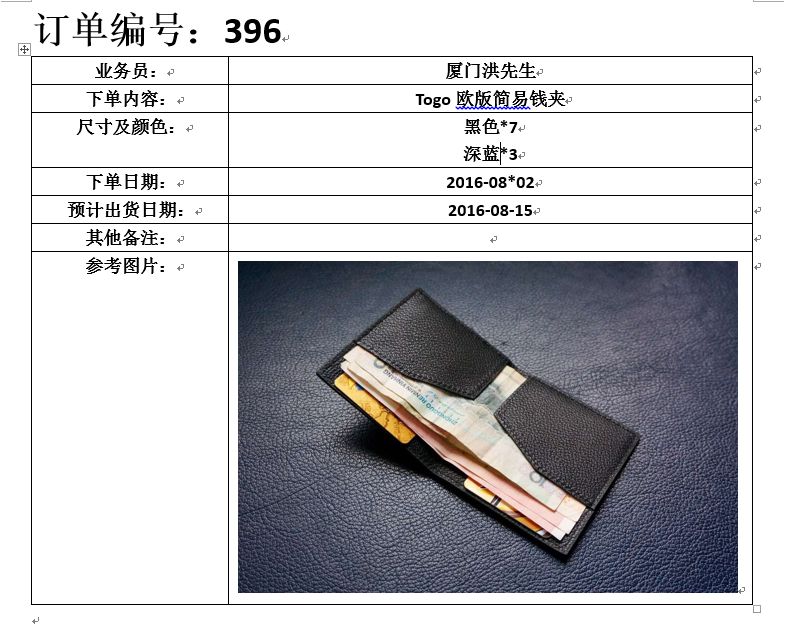 订单编号：396
业务员： 厦门洪先生
下单内容： Togo 欧版简易钱夹
尺寸及颜色： 黑色*7
深蓝*3
下单日期： 2016-08*02
预计出货日期： 2016-08-15
其他备注：
参考图片：
ZHONGGUO RENMIN YINHANG